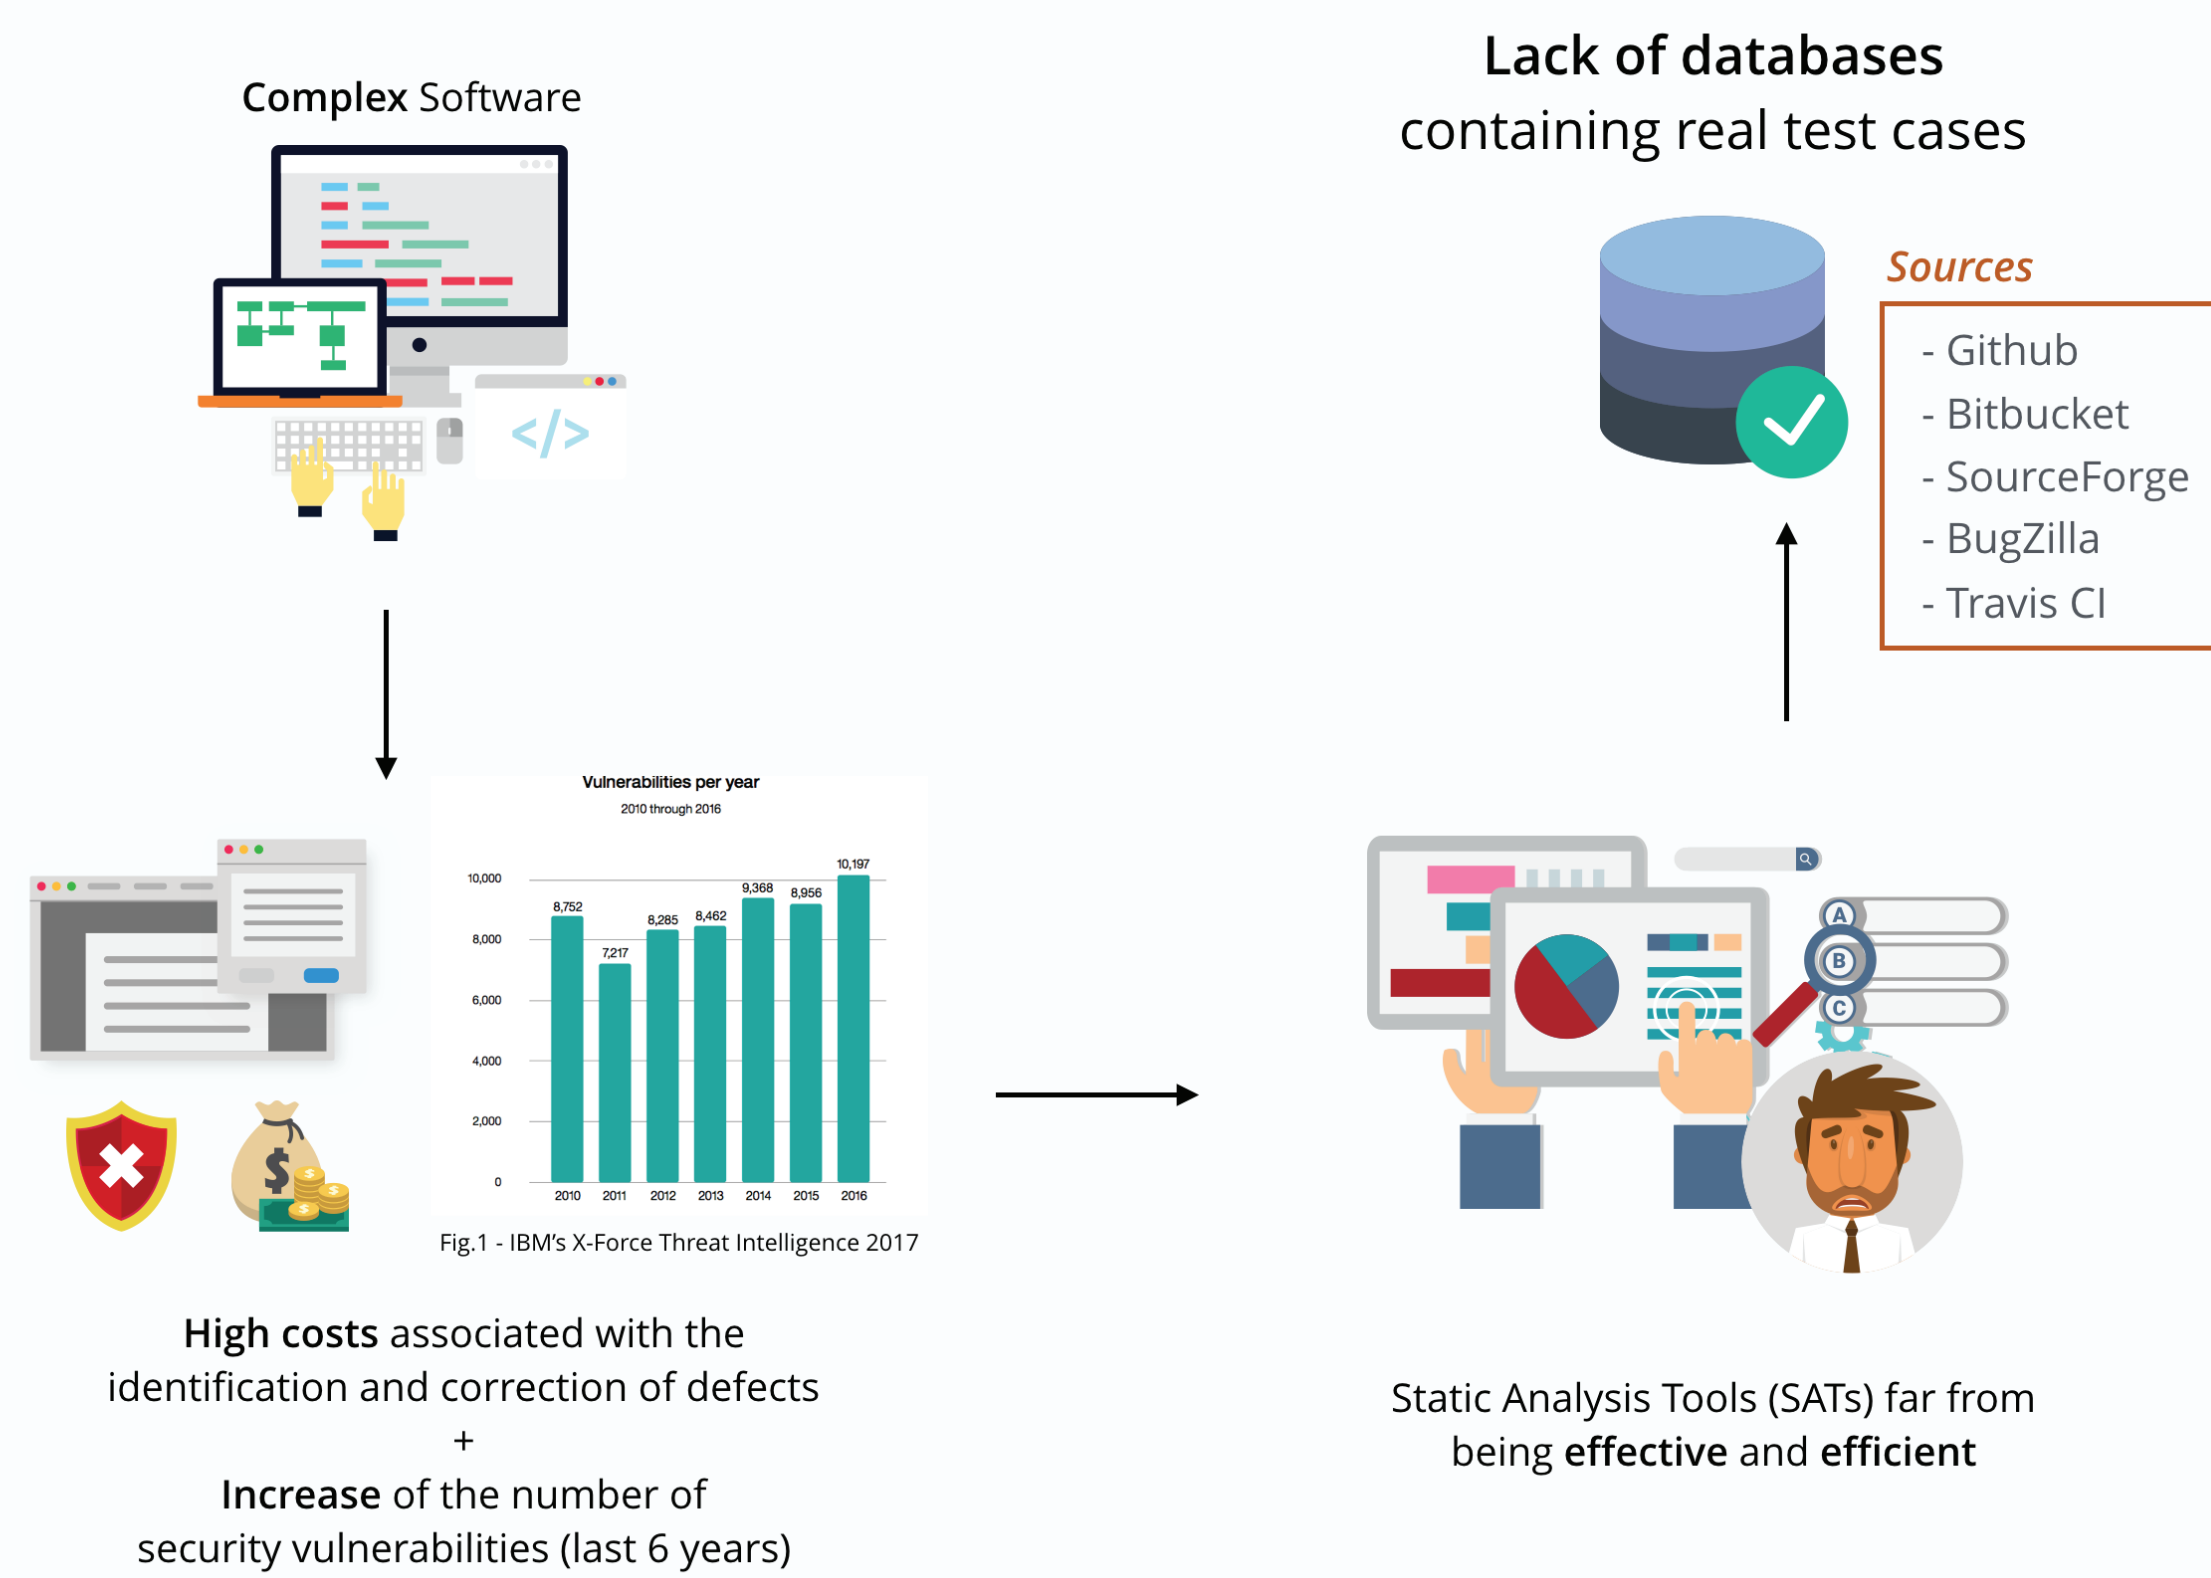 Complex Software
</>
Vulnerabilities per year
2010 through 2016
10,000
8,000
6,000
4,000
2,000
0
8,752
7,217
8,285
8,462
9,368
8,956
10,197
2010 2011 2012 2013 2014 2015 2016
$
$
$
$
Fig.1 - IBM’s X-Force Threat Intelligence 2017
High costs associated with the
identification and correction of defects
+
Increase of the number of
security vulnerabilities (last 6 years)
A
B
C
Static Analysis Tools (SATs) far from
being effective and efficient
Lack of databases
containing real test cases
Sources
- Github
- Bitbucket
- SourceForge
- BugZilla
- Travis CI